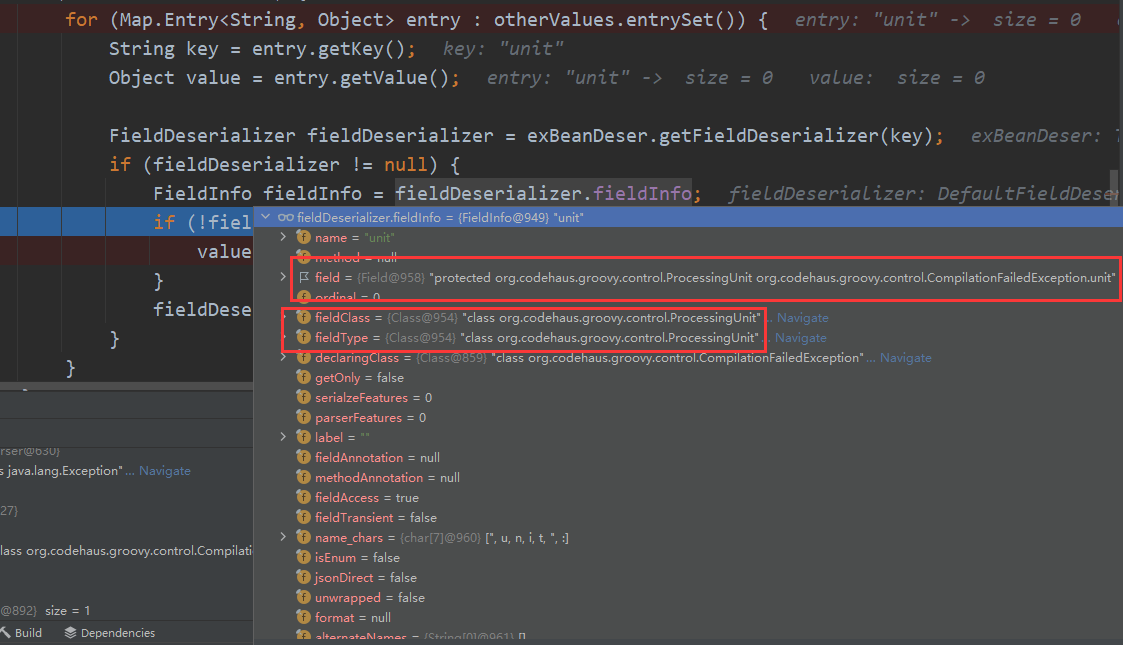 for (Map.Entry<String, Object> entry : otherValues.entrySet()) {   entry: "unit" ->  size = 0
String key = entry.getKey();   key: "unit"
Object value = entry.getValue();   entry: "unit" ->  size = 0   value:  size = 0
FieldDeserializer fieldDeserializer = exBeanDeser.getFieldDeserializer(key);   exBeanDeser:
if (fieldDeserializer != null) {
FieldInfo fieldInfo = fieldDeserializer.fieldInfo;   fieldDeserializer: DefaultFieldDeser
if (!fiel
fieldDeserializer.fieldInfo = {FieldInfo@949} "unit"
name = "unit"
value
method = null
field = {Field@958} "protected org.codehaus.groovy.control.ProcessingUnit org.codehaus.groovy.control.CompilationFailedException.unit"
}
ordinal = 0
fieldDese
fieldClass = {Class@954} "class org.codehaus.groovy.control.ProcessingUnit" ... Navigate
fieldType = {Class@954} "class org.codehaus.groovy.control.ProcessingUnit" ... Navigate
}
declaringClass = {Class@859} "class org.codehaus.groovy.control.CompilationFailedException" ... Navigate
}
getOnly = false
serialzeFeatures = 0
parserFeatures = 0
label = ""
rser@630}
fieldAnnotation = null
s java.lang.Exception" ... Navigate
methodAnnotation = null
fieldAccess = true
27}
fieldTransient = false
name_chars = {char[7]@960} [", u, n, i, t, ", :]
lass org.codehaus.groovy.control.Compilati
isEnum = false
jsonDirect = false
unwrapped = false
@892}  size = 1
format = null
Build   Dependencies
alternateNames = {String[0]@961} []